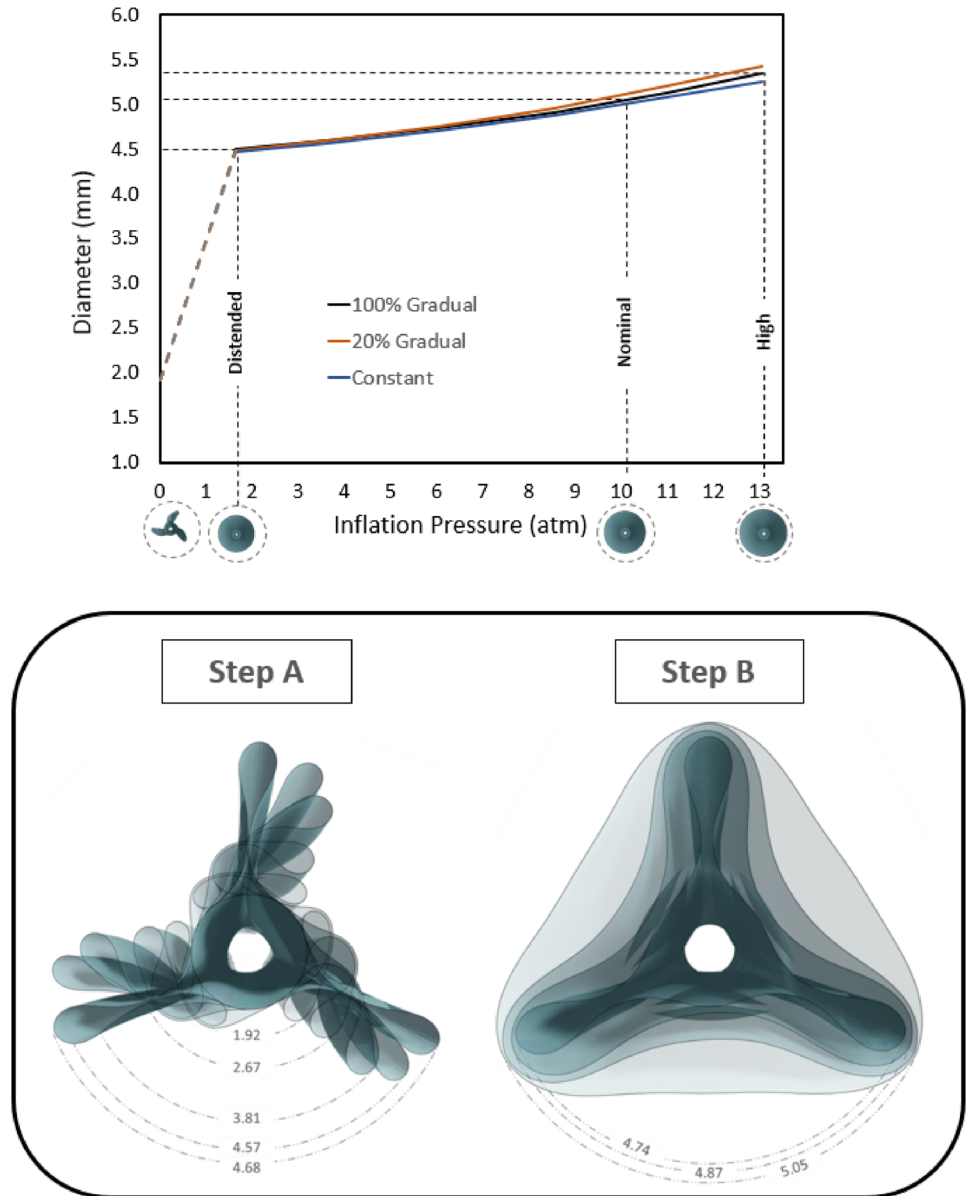 6.0
5.5
5.0
4.5
4.0
3.5
3.0
2.5
2.0
1.5
1.0
Diameter (mm)
Distended
Nominal
High
100% Gradual
20% Gradual
Constant
0 1 2 3 4 5 6 7 8 9 10 11 12 13
Inflation Pressure (atm)
Step A
Step B
1.92
2.67
3.81
4.57
4.68
4.74
4.87
5.05